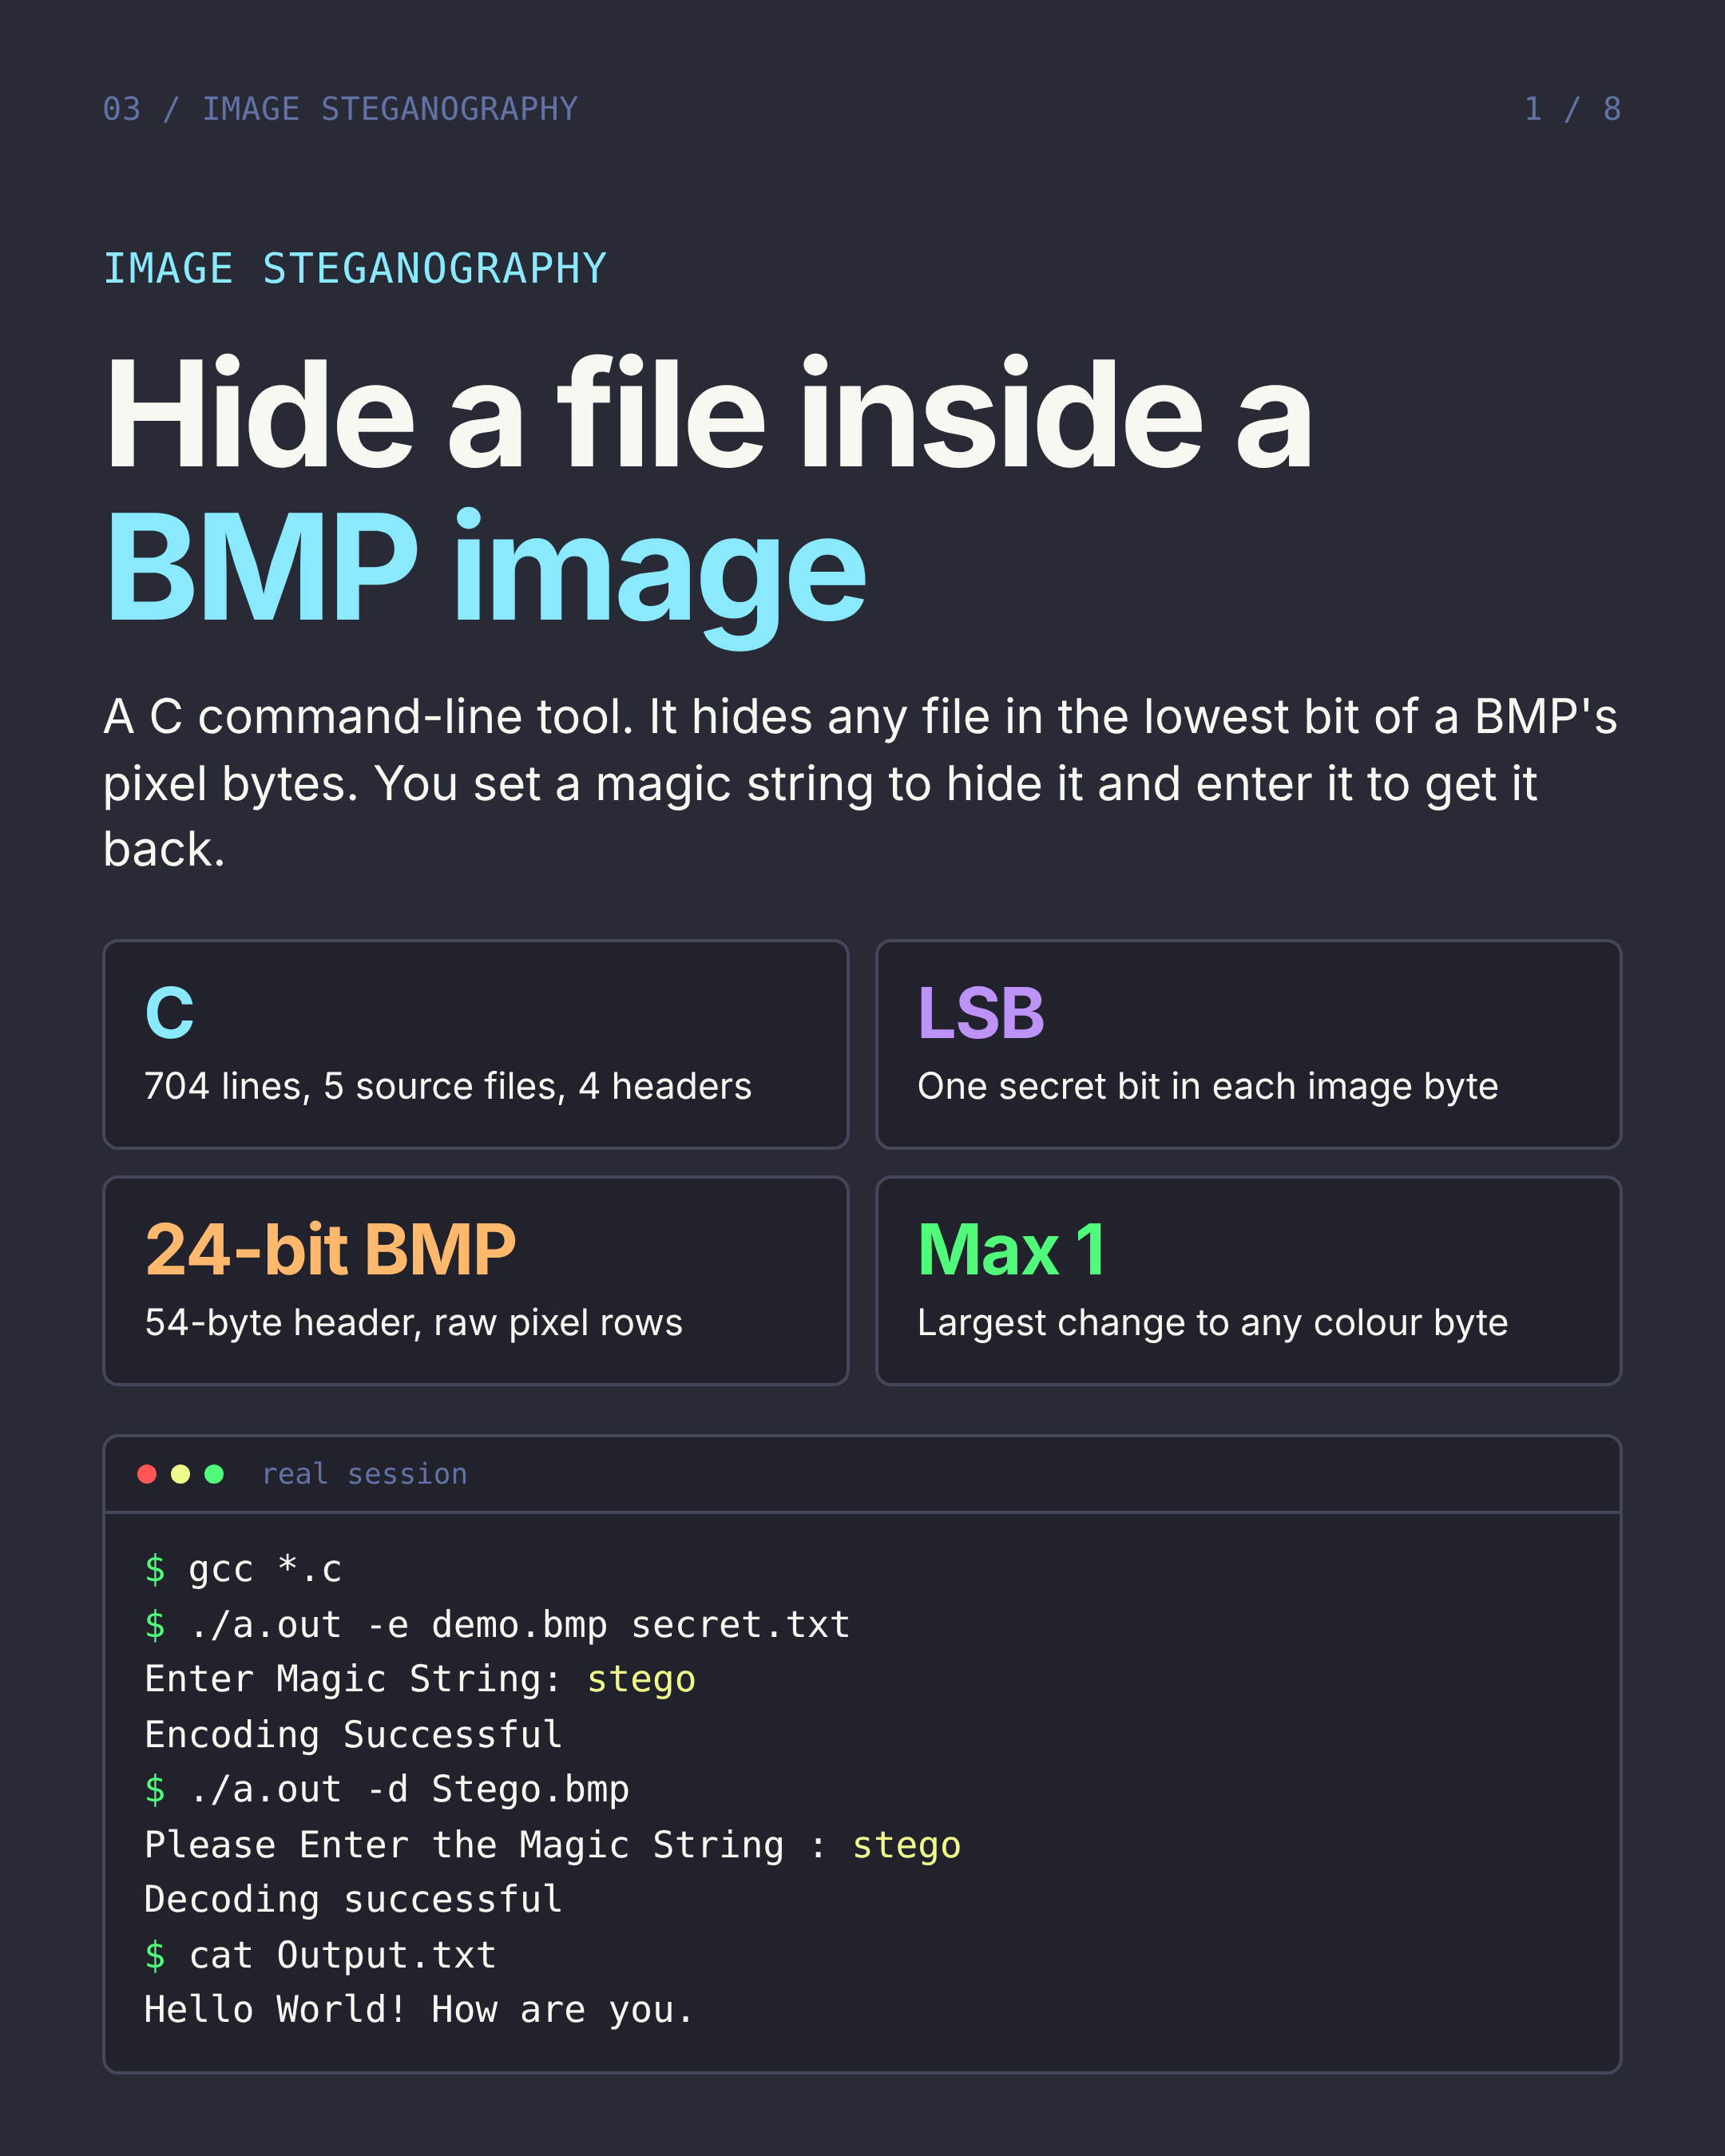 03 / IMAGE STEGANOGRAPHY
1 / 8
IMAGE STEGANOGRAPHY
Hide a file inside a
BMP image
A C command-line tool. It hides any file in the lowest bit of a BMP's
pixel bytes. You set a magic string to hide it and enter it to get it
back.
C
704 lines, 5 source files, 4 headers
LSB
One secret bit in each image byte
24-bit BMP
54-byte header, raw pixel rows
Max 1
Largest change to any colour byte
real session
$ gcc *.c
$ ./a.out -e demo.bmp secret.txt
Enter Magic String: stego
Encoding Successful
$ ./a.out -d Stego.bmp
Please Enter the Magic String : stego
Decoding successful
$ cat Output.txt
Hello World! How are you.